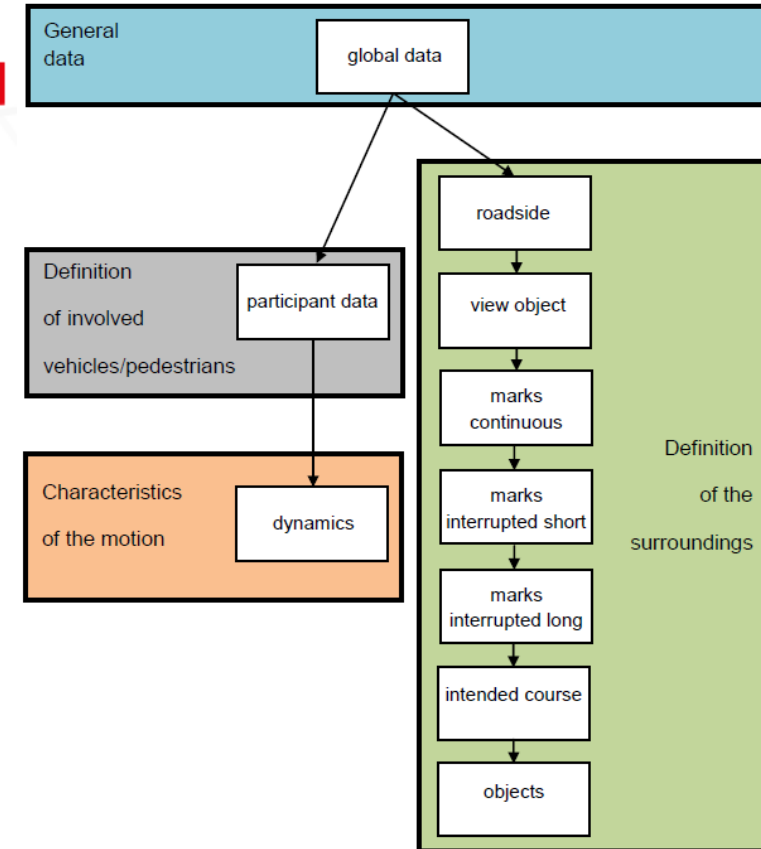 General
data
global data
roadside
Definition
of involved
vehicles/pedestrians
participant data
view object
marks
continuous
Definition
of the
surroundings
Characteristics
of the motion
dynamics
marks
interrupted short
marks
interrupted long
intended course
objects